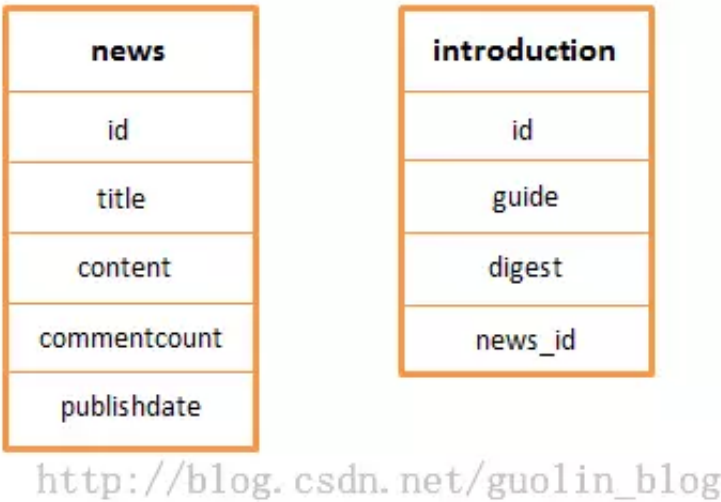 news
id
title
content
commentcount
publishdate
introduction
id
guide
digest
news_id
http://blog.csdn.net/guolin_blog